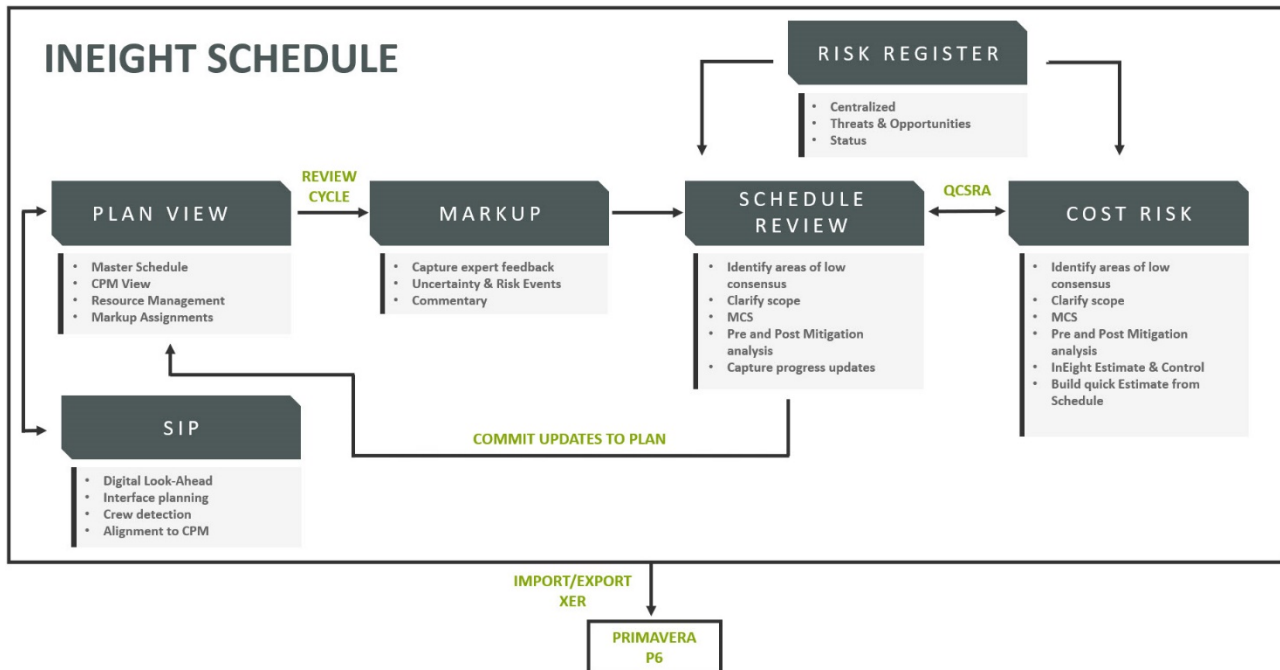 INEIGHT SCHEDULE
RISK REGISTER
• Centralized
• Threats & Opportunities
• Status
PLAN VIEW
• Master Schedule
• CPM View
• Resource Management
• Markup Assignments
REVIEW
CYCLE
MARKUP
• Capture expert feedback
• Uncertainty & Risk Events
• Commentary
SCHEDULE
REVIEW
• Identify areas of low
consensus
• Clarify scope
• MCS
• Pre and Post Mitigation
analysis
• Capture progress updates
QCSRA
COST RISK
• Identify areas of low
consensus
• Clarify scope
• MCS
• Pre and Post Mitigation
analysis
• InEight Estimate & Control
• Build quick Estimate from
Schedule
SIP
• Digital Look-Ahead
• Interface planning
• Crew detection
• Alignment to CPM
COMMIT UPDATES TO PLAN
IMPORT/EXPORT
XER
PRIMAVERA
P6